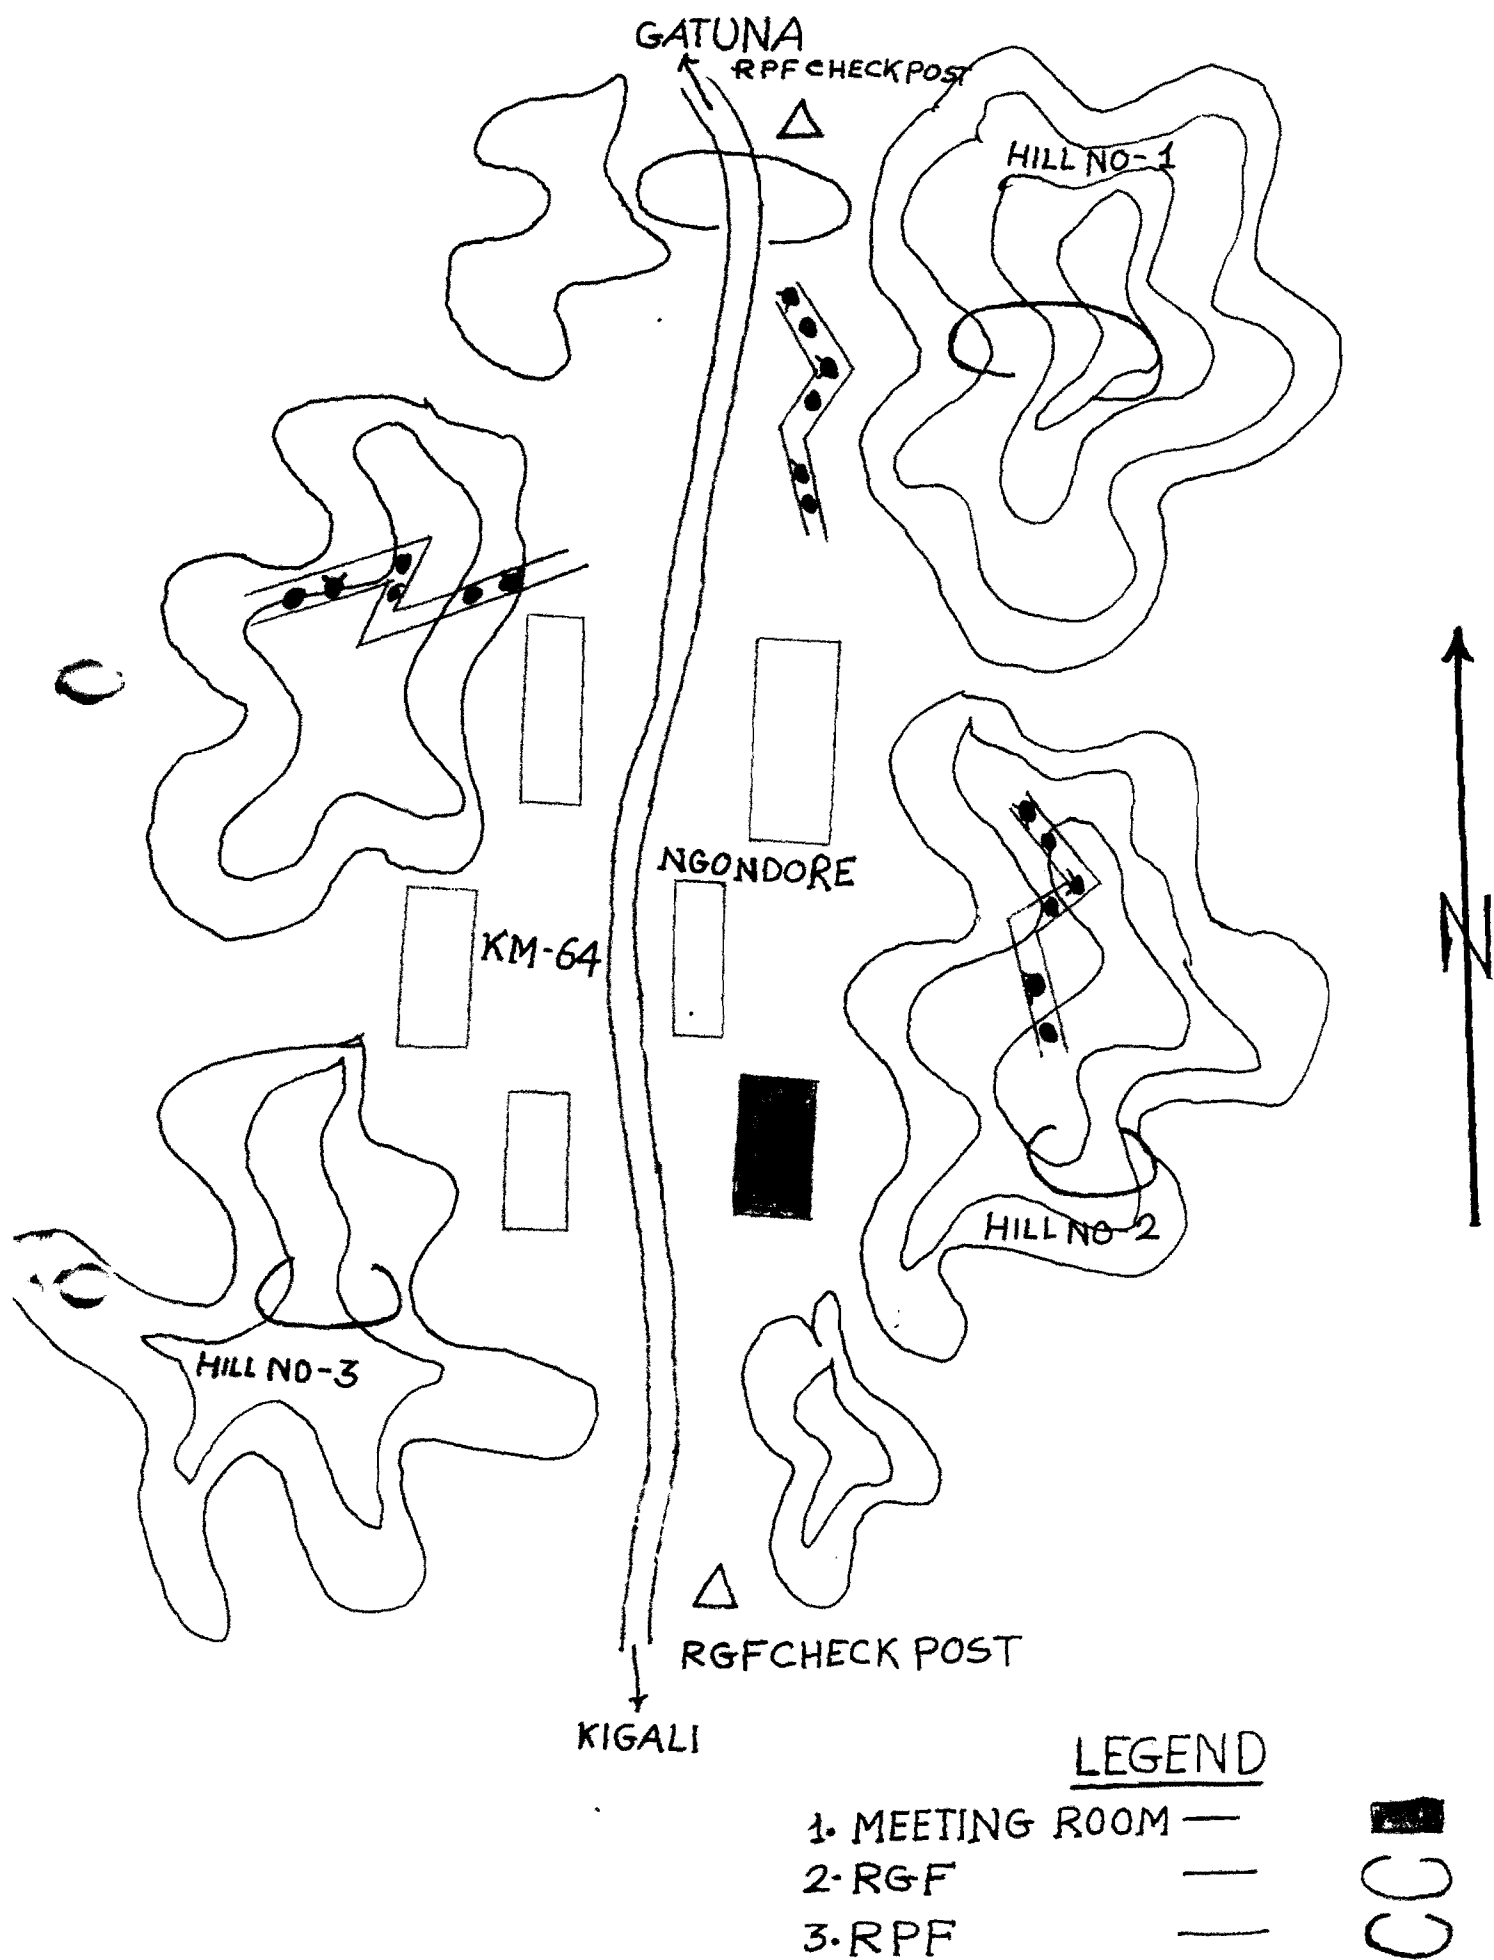 GATUNA
RPF CHECKPOST
HILL NO-1
NGONDORE
KM-64
N
HILL NO-2
HILL NO-3
RGF CHECK POST
KIGALI
LEGEND
1. MEETING ROOM —
2- RGF —
3. RPF —